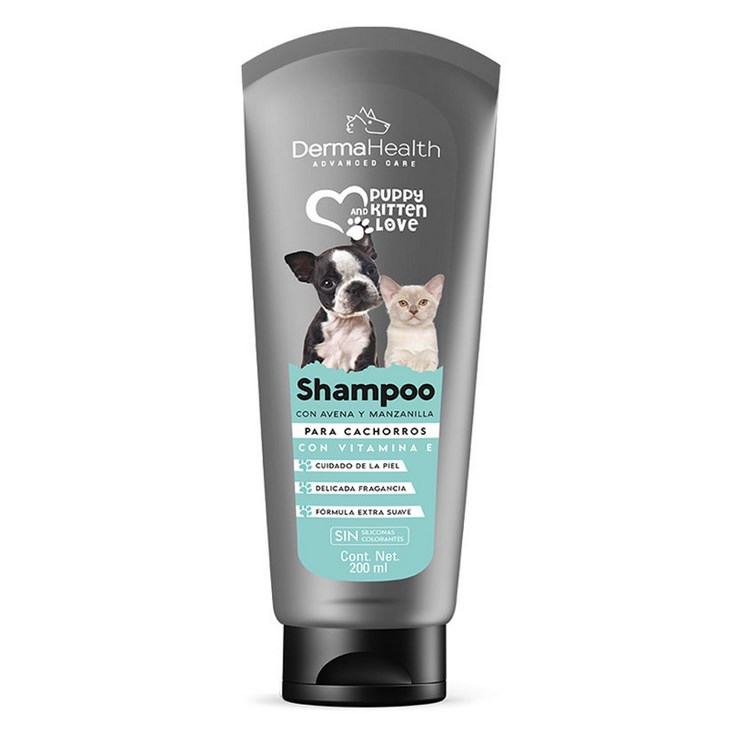 DermaHealth
ADVANCED CARE
PUPPY
AND KITTEN
LOVE
Shampoo
CON AVENA Y MANZANILLA
PARA CACHORROS
CON VITAMINA E
CUIDADO DE LA PIEL
DELICADA FRAGANCIA
FÓRMULA EXTRA SUAVE
SIN SILICONAS
COLORANTES
Cont. Net.
200 ml